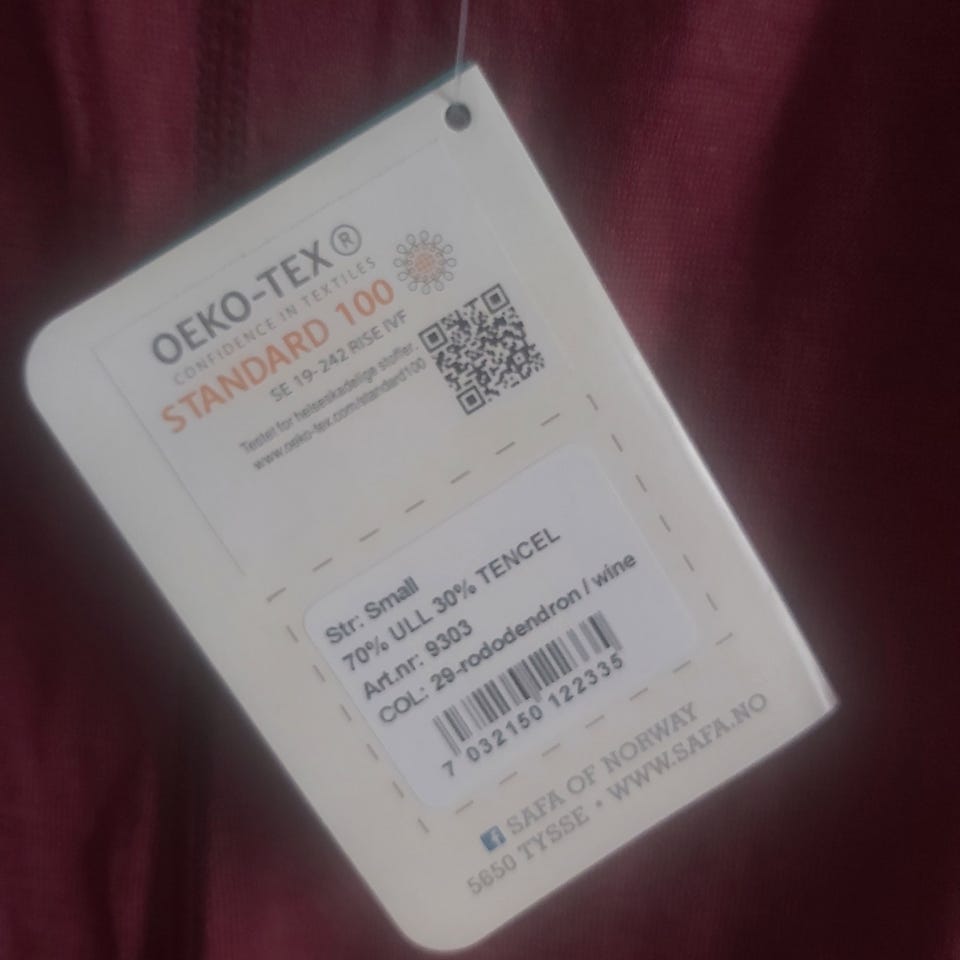 OEKO-TEX®
CONFIDENCE IN TEXTILES
STANDARD 100
SE 19-242 RISE IVF
Testet for helseskadelige stoffer.
www.oeko-tex.com/standard100
Str: Small
70% ULL 30% TENCEL
Art.nr: 9303
COL: 29-rododendron / wine
7 032150 122335
f SAFA OF NORWAY
5650 TYSSE • WWW.SAFA.NO